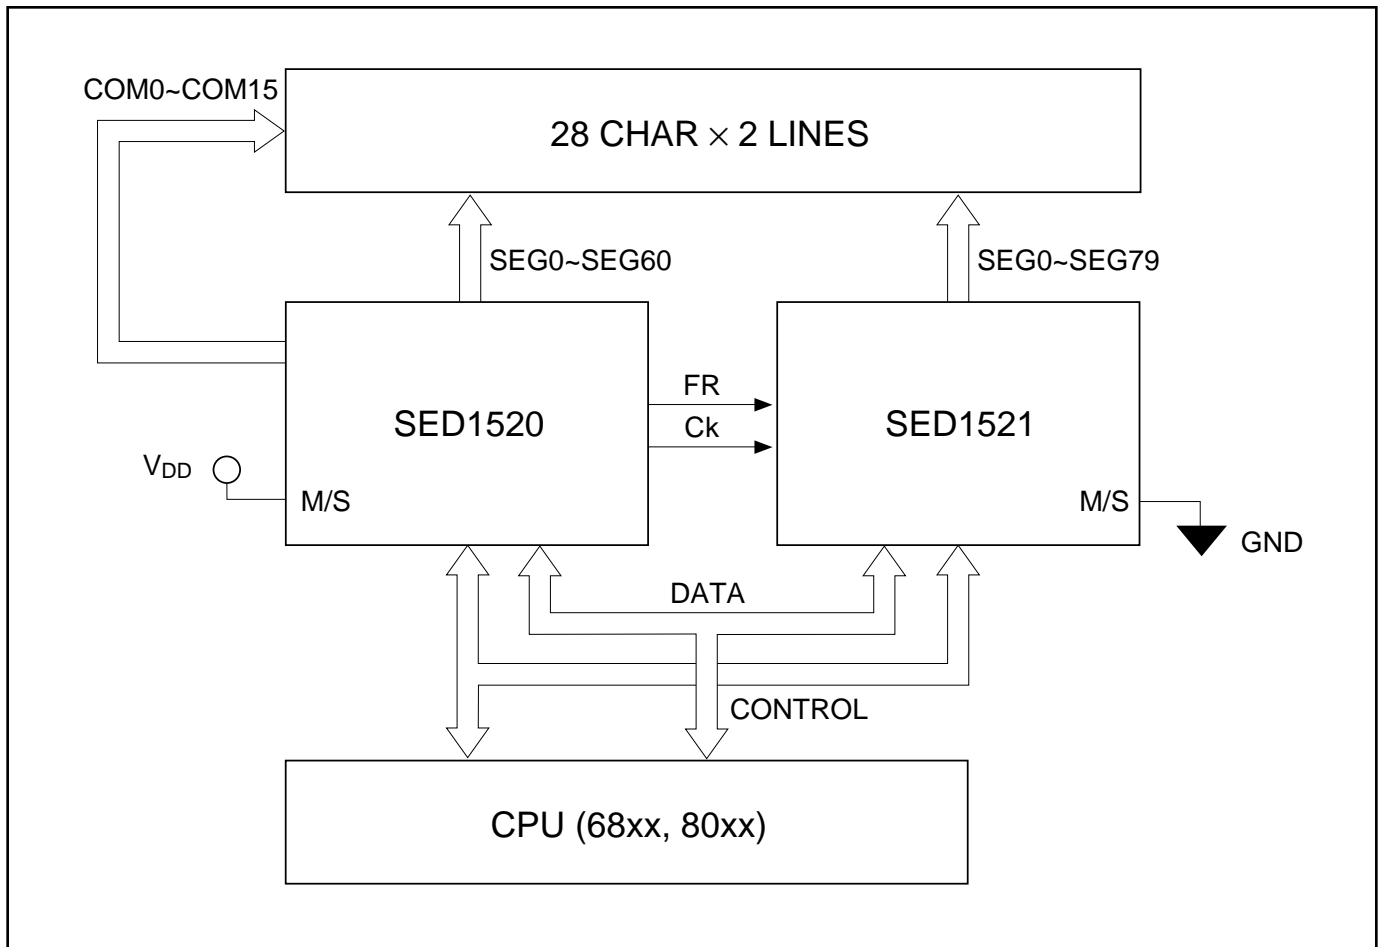 COM0~COM15
28 CHAR × 2 LINES
SEG0~SEG60
SEG0~SEG79
FR
SED1520
Ck
SED1521
VDD
M/S
M/S
GND
DATA
CONTROL
CPU (68xx, 80xx)